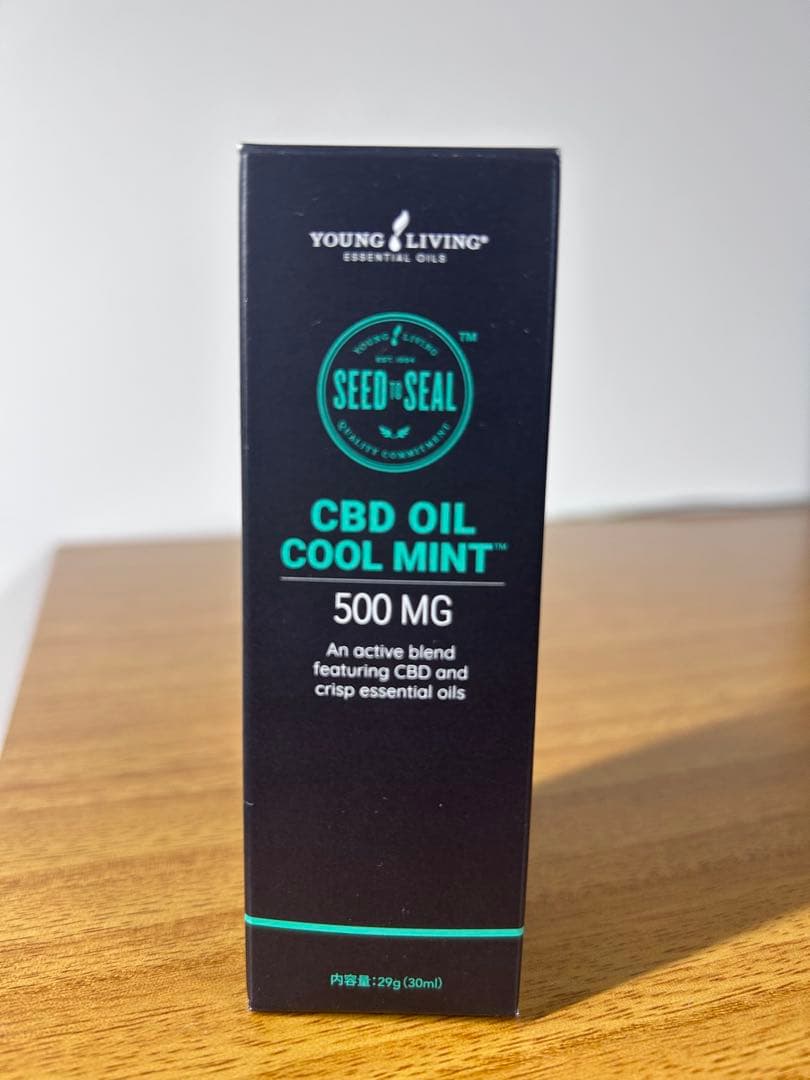 YOUNG LIVING®
ESSENTIAL OILS
YOUNG LIVING
EST. 1994
SEED TO SEAL
QUALITY COMMITMENT
TM
CBD OIL
COOL MINT™
500 MG
An active blend
featuring CBD and
crisp essential oils
内容量:29g(30ml)